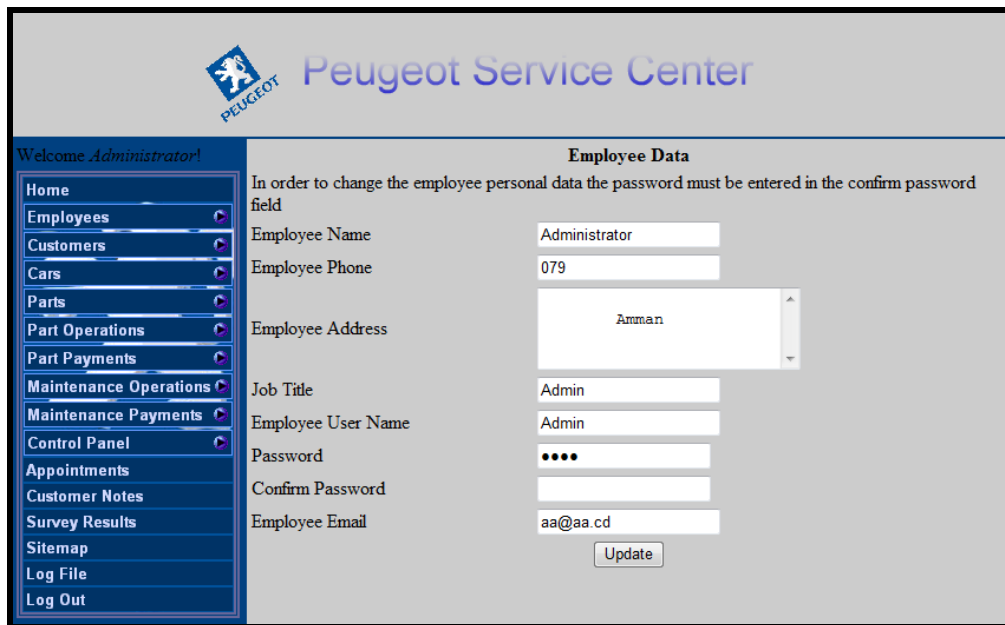 PEUGEOT
Peugeot Service Center
Welcome Administrator!
Home
Employees
Customers
Cars
Parts
Part Operations
Part Payments
Maintenance Operations
Maintenance Payments
Control Panel
Appointments
Customer Notes
Survey Results
Sitemap
Log File
Log Out
Employee Data
In order to change the employee personal data the password must be entered in the confirm password
field
Employee Name Administrator
Employee Phone 079
Employee Address Amman
Job Title Admin
Employee User Name Admin
Password ••••
Confirm Password
Employee Email aa@aa.cd
Update